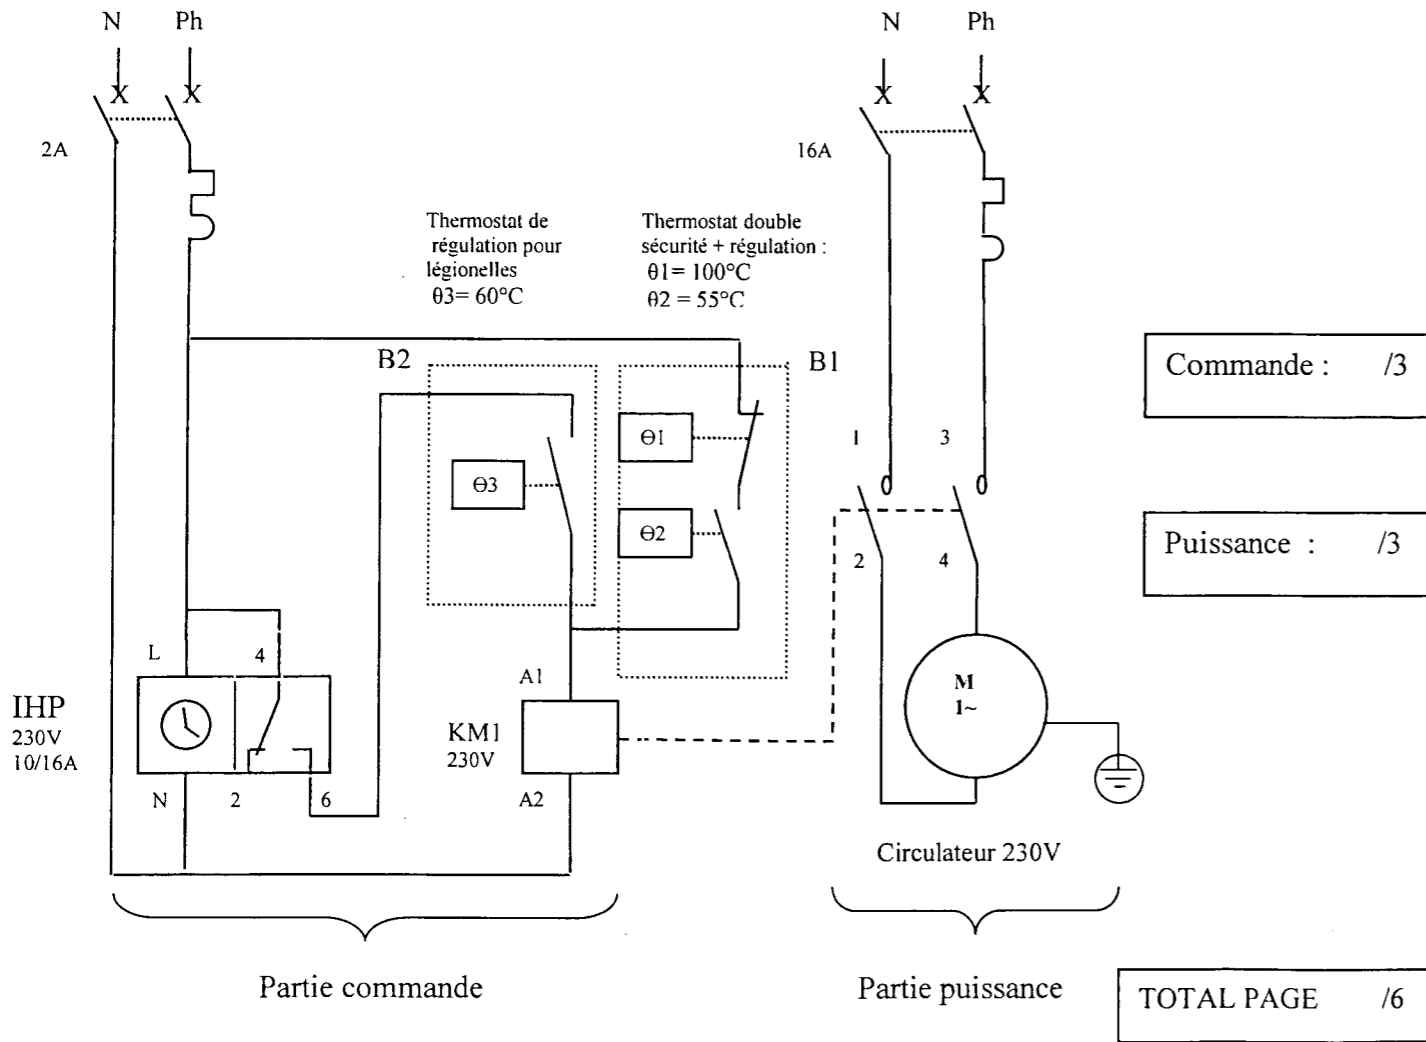 N Ph
N Ph
X X
X X
2A
16A
Thermostat de
régulation pour
légionelles
θ3= 60°C
Thermostat double
sécurité + régulation :
θ1= 100°C
θ2 = 55°C
B2
B1
Commande : /3
θ1
1 3
θ3
θ2
2 4
Puissance : /3
L 4
A1
M
1~
IHP
230V
10/16A
KM1
230V
N 2 6
A2
Circulateur 230V
Partie commande
Partie puissance
TOTAL PAGE /6